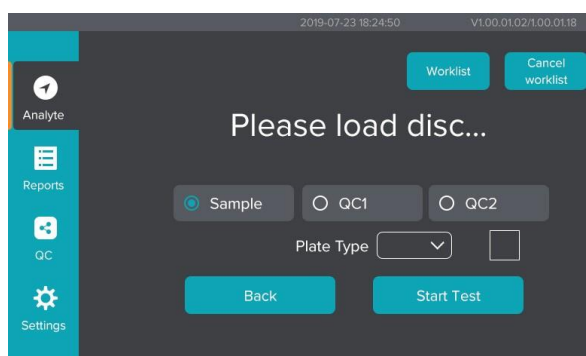 2019-07-23 18:24:50
V1.00.01.02/1.00.01.18
Worklist
Cancel
worklist
Analyte
Please load disc...
Reports
Sample
QC1
QC2
QC
Plate Type
Back
Start Test
Settings